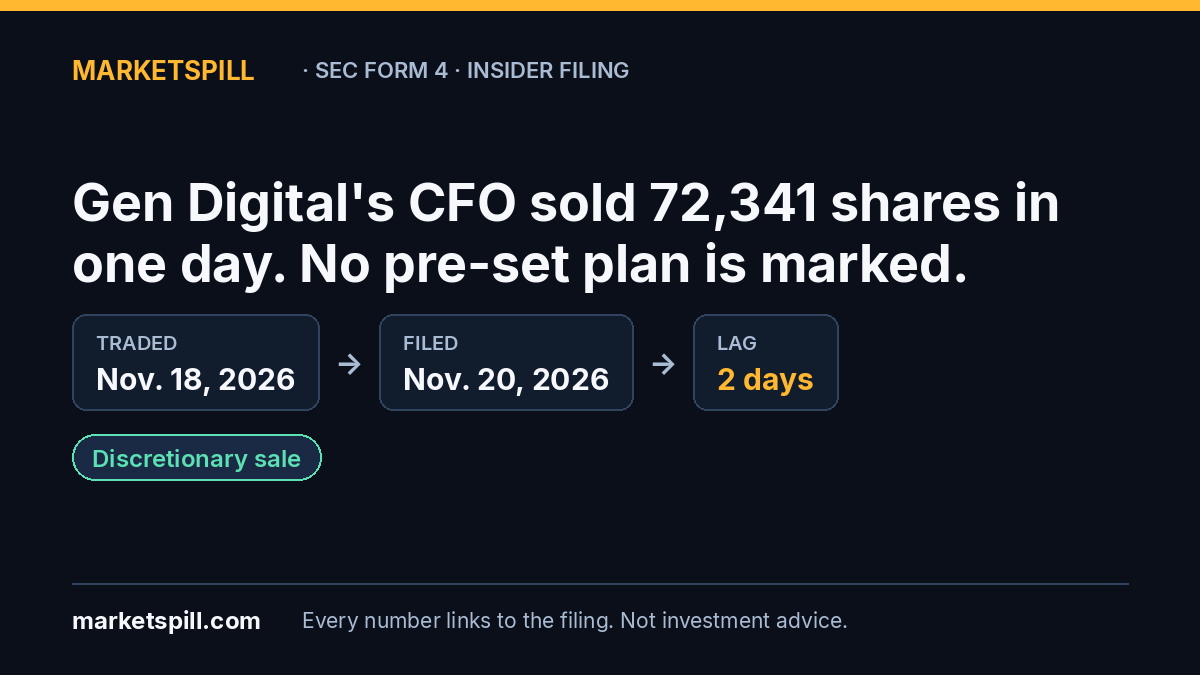 MARKETSPILL · SEC FORM 4 · INSIDER FILING
Gen Digital's CFO sold 72,341 shares in
one day. No pre-set plan is marked.
TRADED
Nov. 18, 2026
→
FILED
Nov. 20, 2026
→
LAG
2 days
Discretionary sale
marketspill.com Every number links to the filing. Not investment advice.